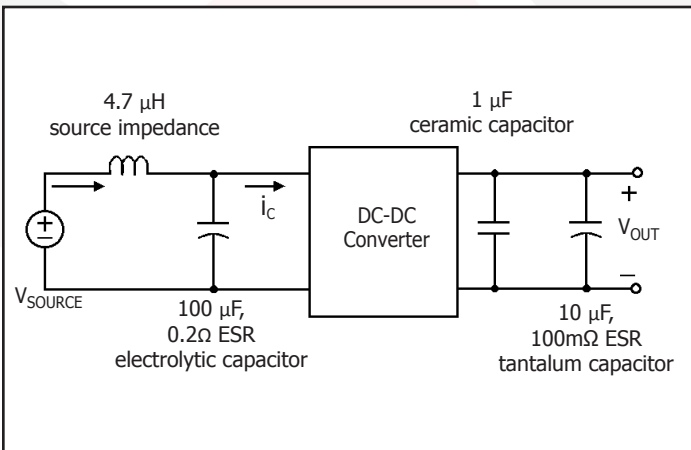 4.7 µH
source impedance
1 µF
ceramic capacitor
i_C
DC-DC
Converter
+
V_OUT
–
+
–
V_SOURCE
100 µF,
0.2Ω ESR
electrolytic capacitor
10 µF,
100mΩ ESR
tantalum capacitor